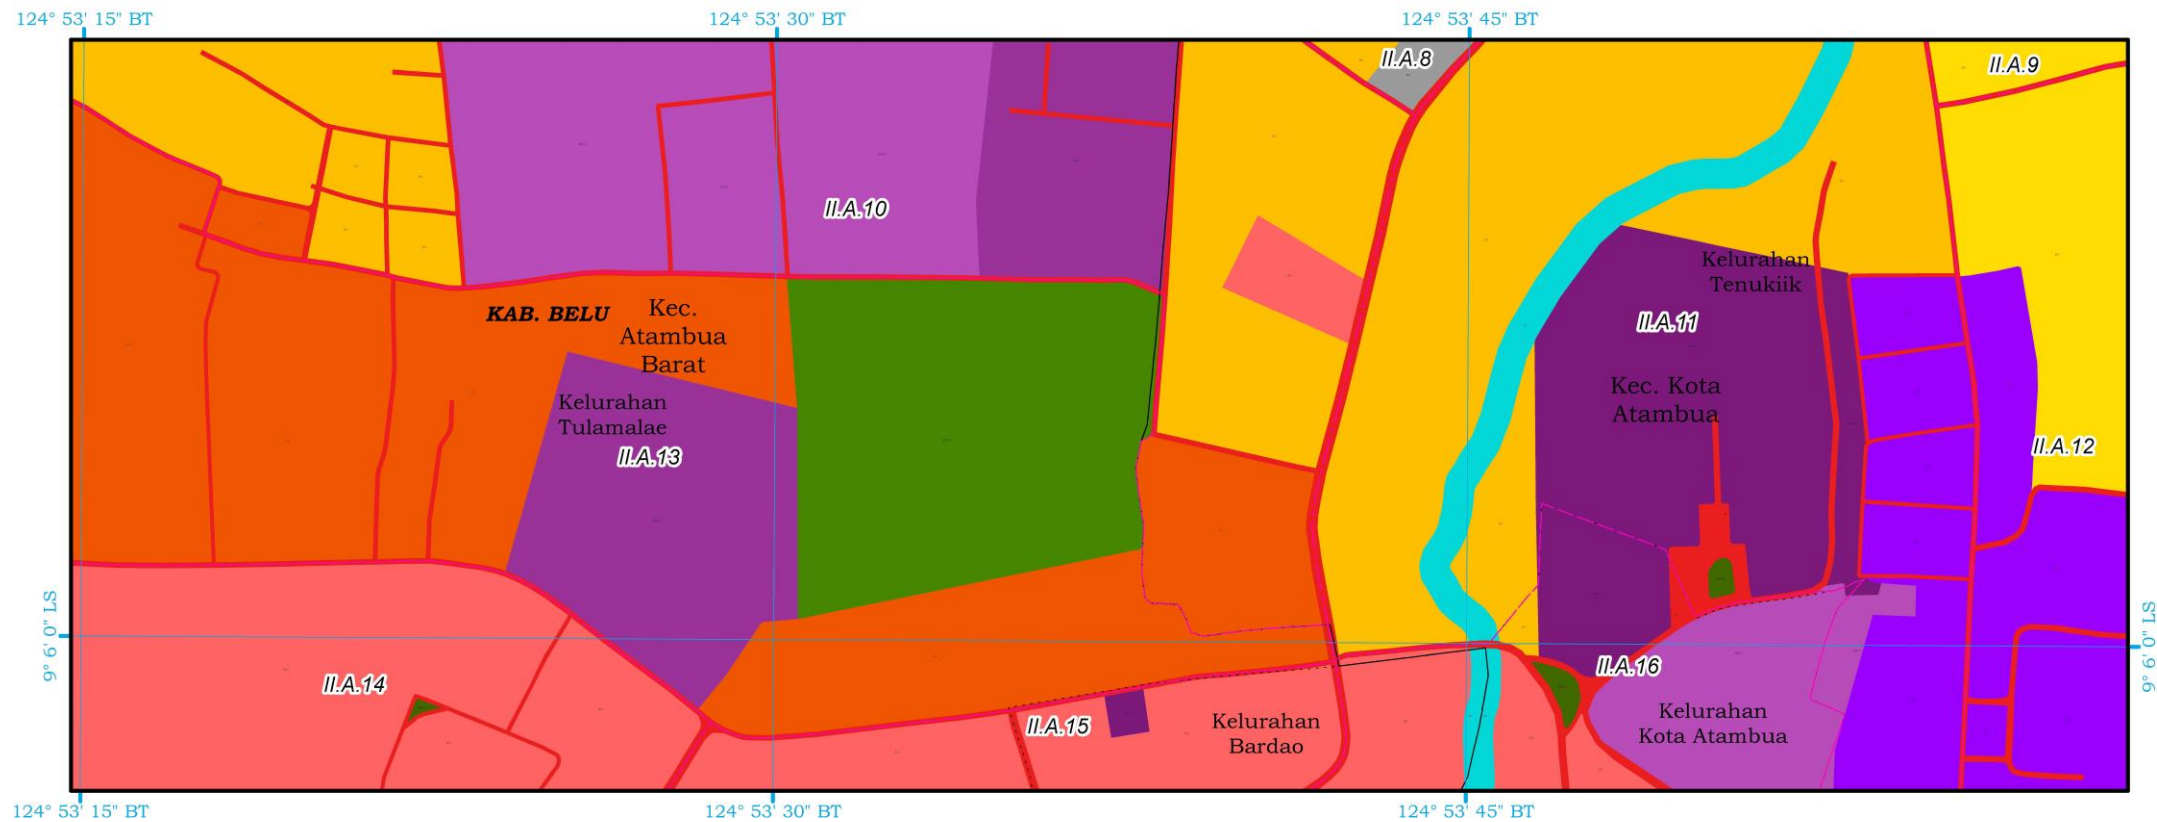 124° 53' 15" BT
124° 53' 30" BT
124° 53' 45" BT
II.A.8
II.A.9
II.A.10
Kelurahan
Tenukiik
KAB. BELU
Kec.
Atambua
Barat
II.A.11
Kec. Kota
Atambua
Kelurahan
Tulamalae
II.A.13
II.A.12
9° 6' 0" LS
9° 6' 0" LS
II.A.14
II.A.15
Kelurahan
Bardao
II.A.16
Kelurahan
Kota Atambua
124° 53' 15" BT
124° 53' 30" BT
124° 53' 45" BT